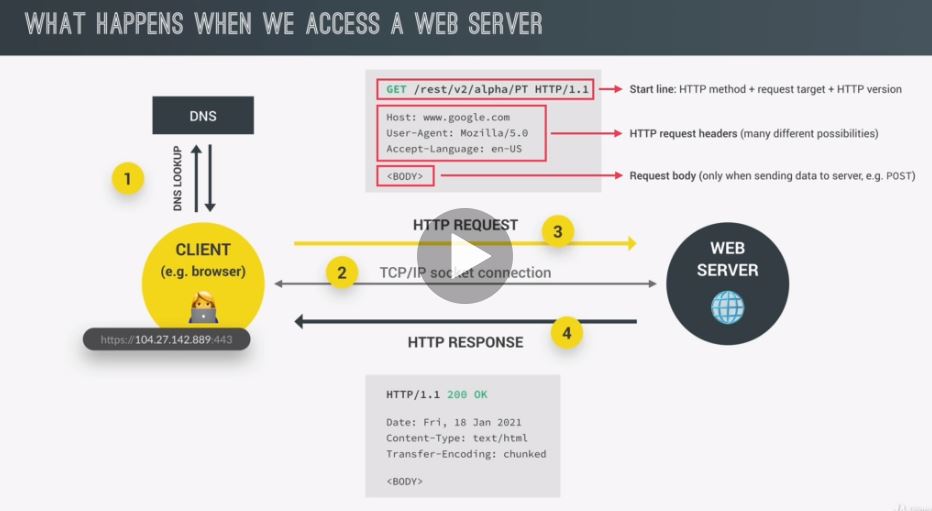 WHAT HAPPENS WHEN WE ACCESS A WEB SERVER
DNS
DNS LOOKUP
1
GET /rest/v2/alpha/PT HTTP/1.1
Start line: HTTP method + request target + HTTP version
Host: www.google.com
User-Agent: Mozilla/5.0
Accept-Language: en-US
HTTP request headers (many different possibilities)
<BODY>
Request body (only when sending data to server, e.g. POST)
CLIENT
(e.g. browser)
https://104.27.142.889:443
HTTP REQUEST
3
2
TCP/IP socket connection
4
HTTP RESPONSE
WEB
SERVER
HTTP/1.1 200 OK
Date: Fri, 18 Jan 2021
Content-Type: text/html
Transfer-Encoding: chunked
<BODY>